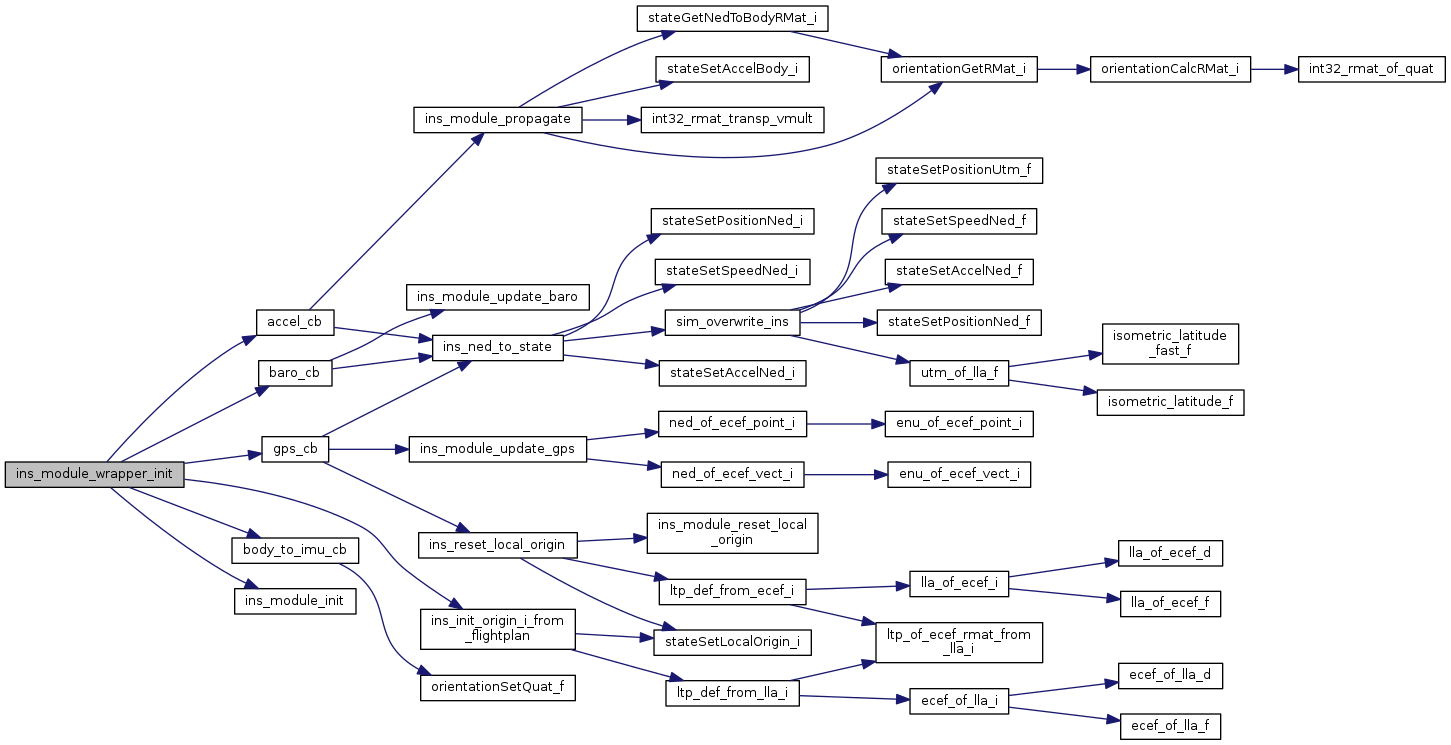 ins_module_wrapper_init
accel_cb
baro_cb
gps_cb
body_to_imu_cb
ins_module_init
ins_module_propagate
ins_module_update_baro
ins_ned_to_state
ins_module_update_gps
ins_reset_local_origin
ins_init_origin_i_from
_flightplan
orientationSetQuat_f
stateGetNedToBodyRMat_i
stateSetAccelBody_i
int32_rmat_transp_vmult
stateSetPositionNed_i
stateSetSpeedNed_i
sim_overwrite_ins
stateSetAccelNed_i
ned_of_ecef_point_i
ned_of_ecef_vect_i
ins_module_reset_local
_origin
ltp_def_from_ecef_i
stateSetLocalOrigin_i
ltp_def_from_lla_i
orientationGetRMat_i
stateSetPositionUtm_f
stateSetSpeedNed_f
stateSetAccelNed_f
stateSetPositionNed_f
utm_of_lla_f
enu_of_ecef_point_i
enu_of_ecef_vect_i
lla_of_ecef_i
ltp_of_ecef_rmat_from
_lla_i
ecef_of_lla_i
orientationCalcRMat_i
isometric_latitude
_fast_f
isometric_latitude_f
lla_of_ecef_d
lla_of_ecef_f
ecef_of_lla_d
ecef_of_lla_f
int32_rmat_of_quat